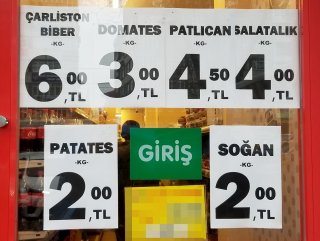 ÇARLİSTON
BİBER
-KG-
6,00 TL
DOMATES
-KG-
3,00 TL
PATLICAN
-KG-
4,50 TL
SALATALIK
-KG-
4,00 TL
PATATES
-KG-
2,00 TL
GİRİŞ
SOĞAN
-KG-
2,00 TL